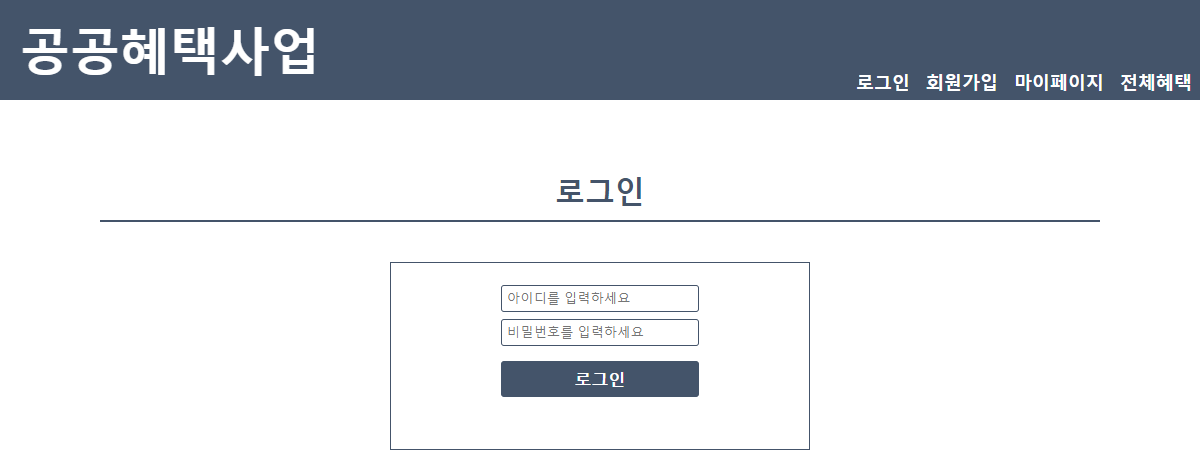 공공혜택사업
로그인 회원가입 마이페이지 전체혜택
로그인
아이디를 입력하세요
비밀번호를 입력하세요
로그인